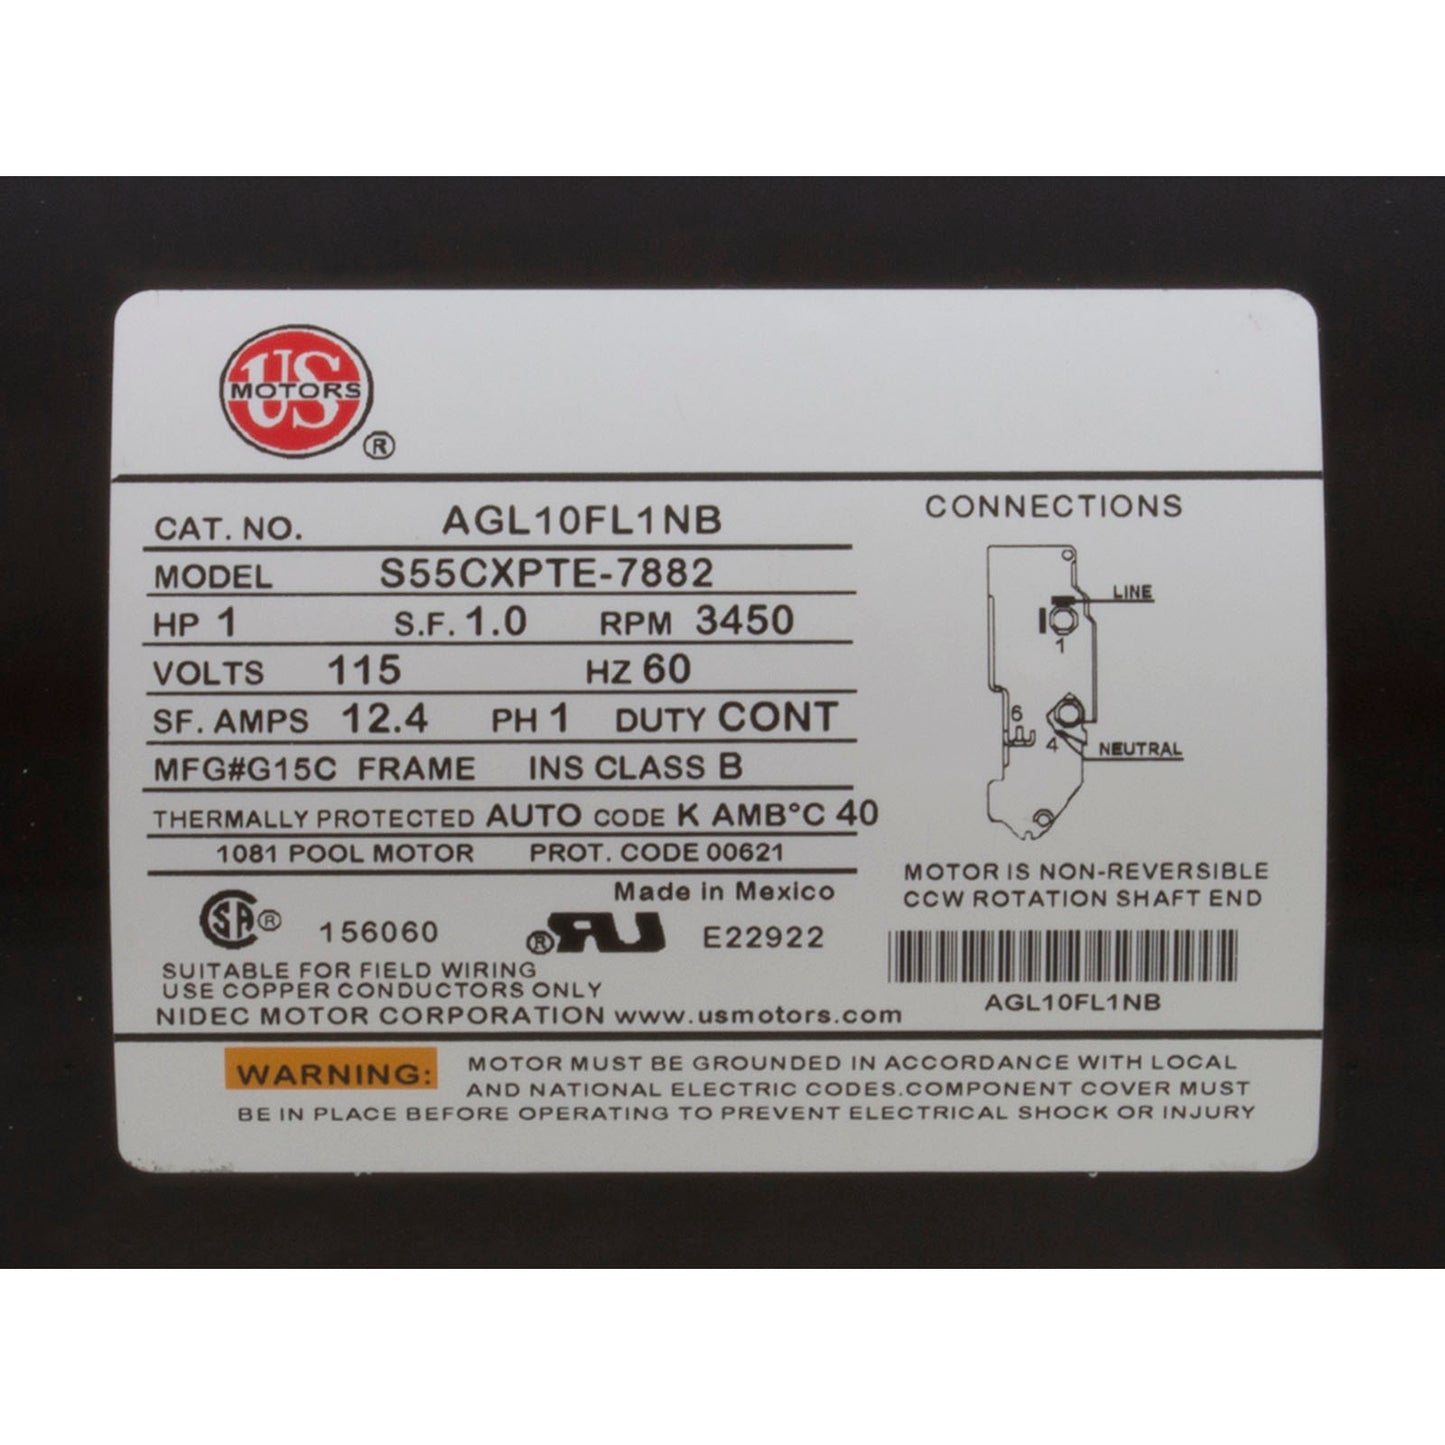 US
MOTORS
®
CAT. NO. AGL10FL1NB
MODEL S55CXPTE-7882
HP 1 S.F. 1.0 RPM 3450
VOLTS 115 HZ 60
SF. AMPS 12.4 PH 1 DUTY CONT
MFG#G15C FRAME INS CLASS B
THERMALLY PROTECTED AUTO CODE K AMB°C 40
1081 POOL MOTOR PROT. CODE 00621
Made in Mexico
SA ® 156060 ® RU E22922
SUITABLE FOR FIELD WIRING
USE COPPER CONDUCTORS ONLY
NIDEC MOTOR CORPORATION www.usmotors.com
CONNECTIONS
LINE
1
6
4
NEUTRAL
MOTOR IS NON-REVERSIBLE
CCW ROTATION SHAFT END
AGL10FL1NB
WARNING: MOTOR MUST BE GROUNDED IN ACCORDANCE WITH LOCAL
AND NATIONAL ELECTRIC CODES.COMPONENT COVER MUST
BE IN PLACE BEFORE OPERATING TO PREVENT ELECTRICAL SHOCK OR INJURY